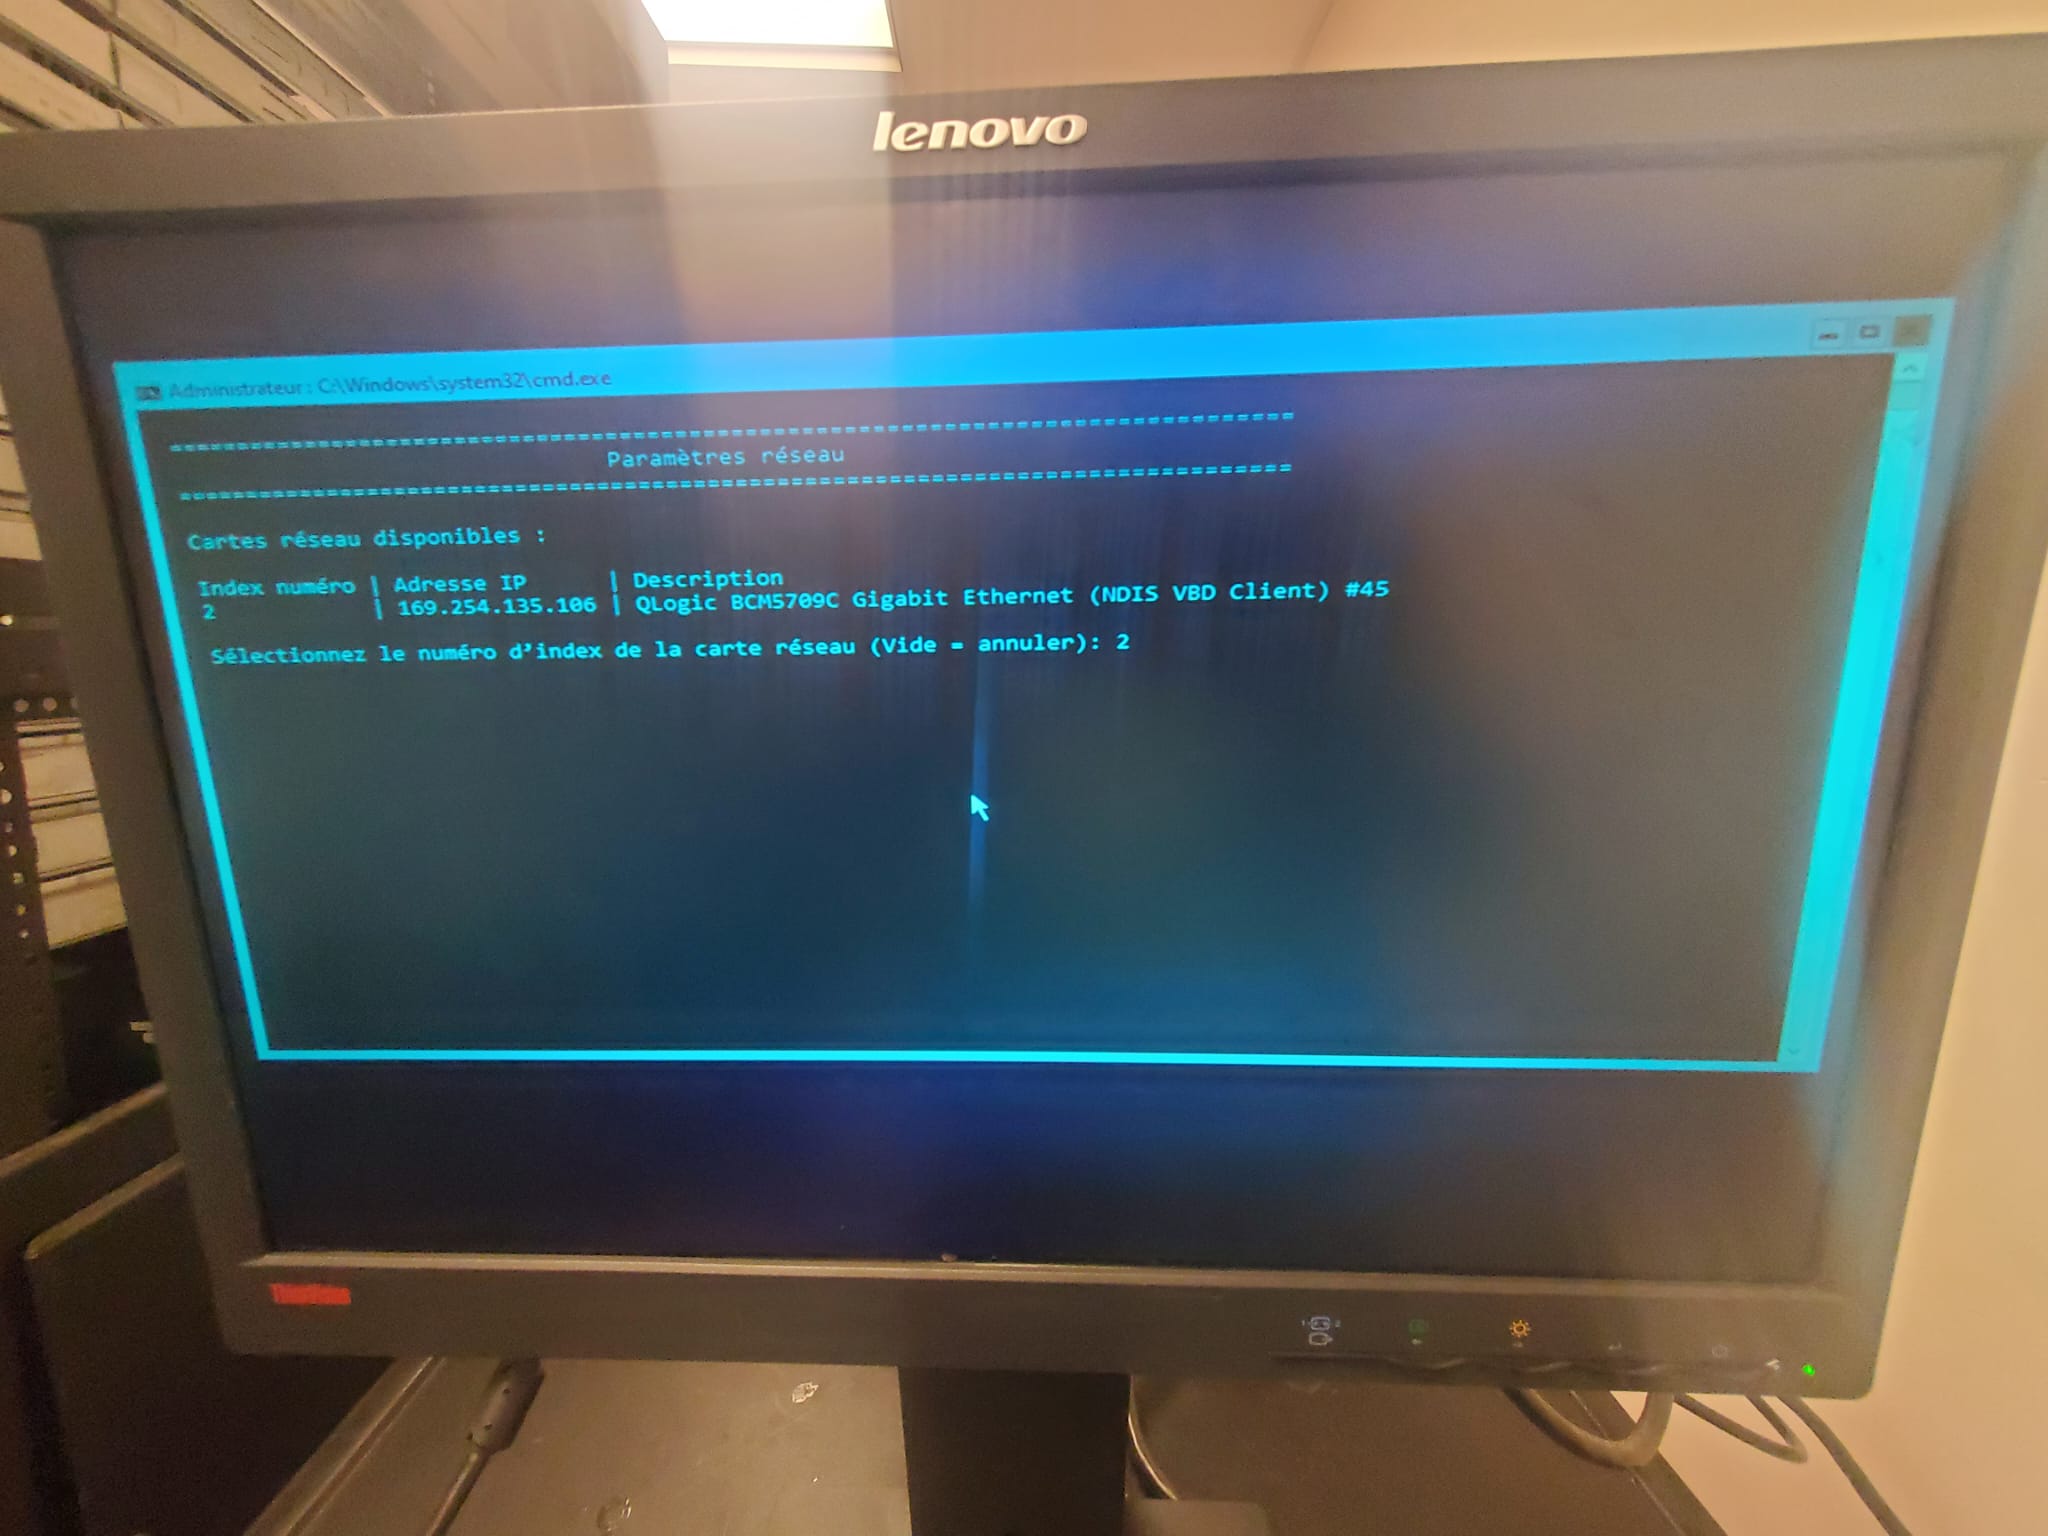 lenovo
Administrateur : C:\Windows\system32\cmd.exe
================================================================================
Paramètres réseau
================================================================================
Cartes réseau disponibles :
Index numéro | Adresse IP | Description
2 | 169.254.135.106 | QLogic BCM5709C Gigabit Ethernet (NDIS VBD Client) #45
Sélectionnez le numéro d'index de la carte réseau (Vide = annuler): 2